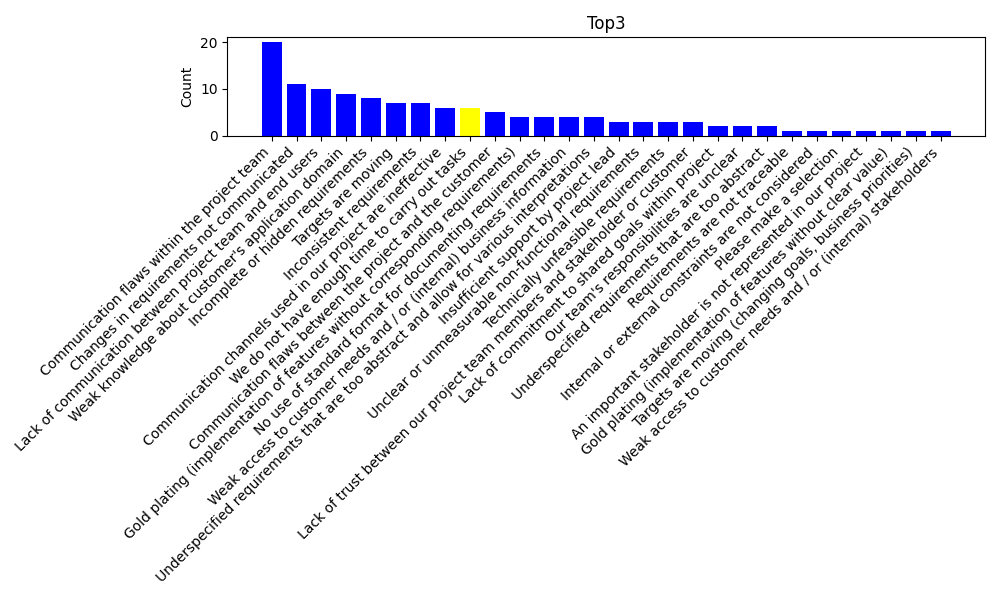 Top3
Count
20
10
0
Communication flaws within the project team
Changes in requirements not communicated
Lack of communication between project team and end users
Weak knowledge about customer's application domain
Incomplete or hidden requirements
Targets are moving
Inconsistent requirements
Communication channels used in our project are ineffective
We do not have enough time to carry out tasks
Communication flaws between the project and the customer
Gold plating (implementation of features without corresponding requirements)
No use of standard format for documenting requirements
Weak access to customer needs and / or (internal) business information
Underspecified requirements that are too abstract and allow for various interpretations
Insufficient support by project lead
Unclear or unmeasurable non-functional requirements
Technically unfeasible requirements
Lack of trust between our project team members and stakeholder or customer
Lack of commitment to shared goals within project
Our team's responsibilities are unclear
Underspecified requirements that are too abstract
Requirements are not traceable
Internal or external constraints are not considered
Please make a selection
An important stakeholder is not represented in our project
Gold plating (implementation of features without clear value)
Targets are moving (changing goals, business priorities)
Weak access to customer needs and / or (internal) stakeholders